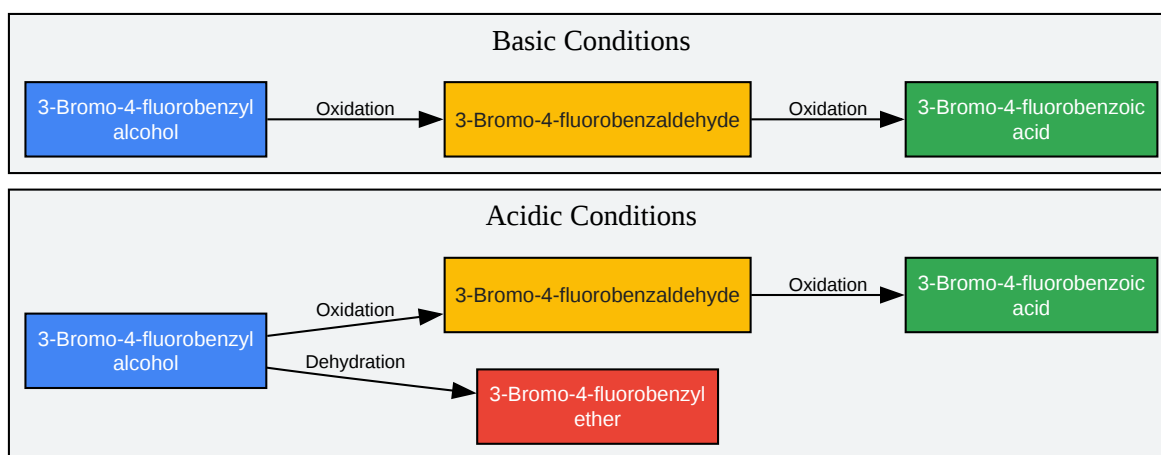 Basic Conditions
3-Bromo-4-fluorobenzyl
alcohol
Oxidation
3-Bromo-4-fluorobenzaldehyde
Oxidation
3-Bromo-4-fluorobenzoic
acid
Acidic Conditions
3-Bromo-4-fluorobenzyl
alcohol
Oxidation
3-Bromo-4-fluorobenzaldehyde
Oxidation
3-Bromo-4-fluorobenzoic
acid
Dehydration
3-Bromo-4-fluorobenzyl
ether